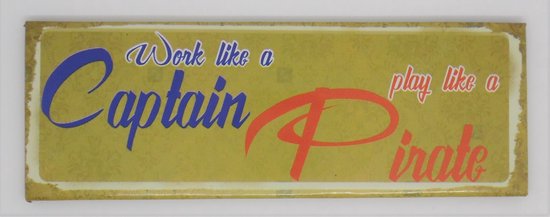 Work like a
Captain
play like a
Pirate